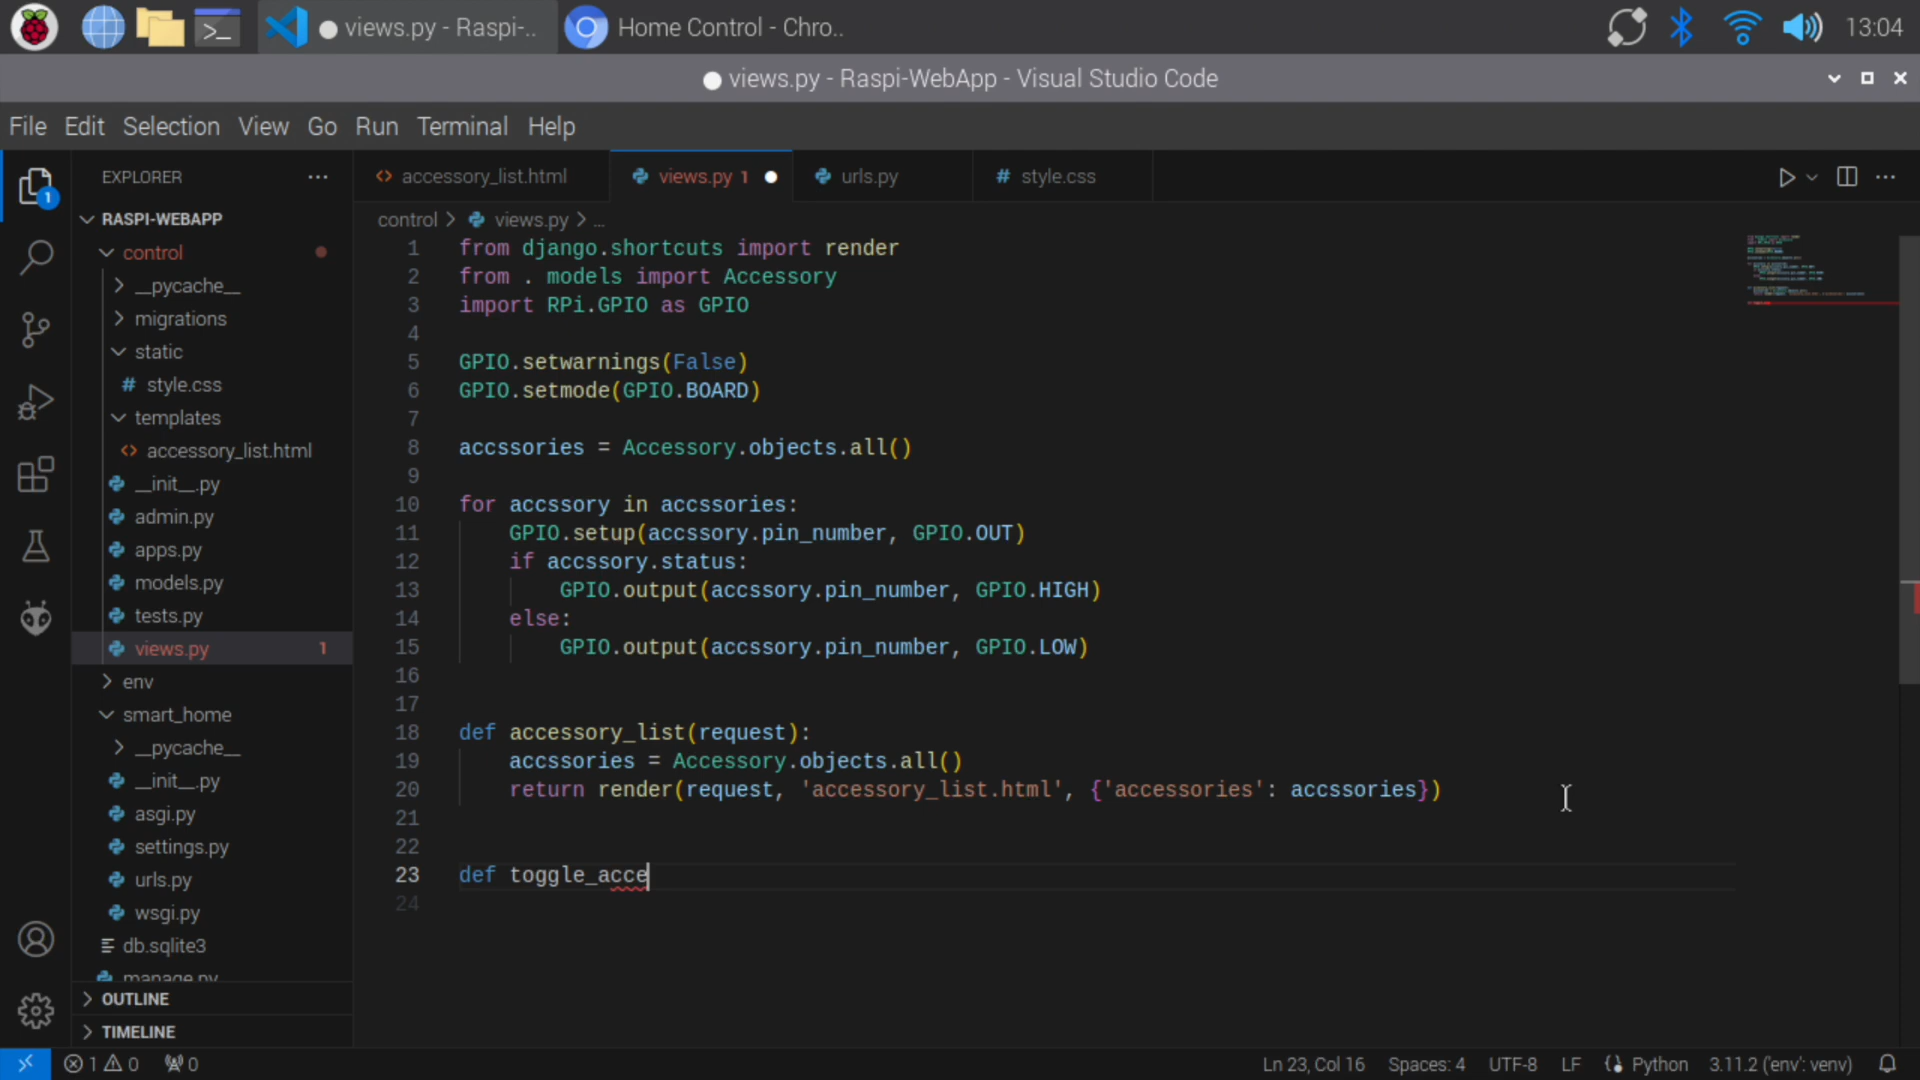 views.py - Raspi-..
Home Control - Chro..
13:04
views.py - Raspi-WebApp - Visual Studio Code
File Edit Selection View Go Run Terminal Help
EXPLORER
accessory_list.html
views.py 1
urls.py
# style.css
1
RASPI-WEBAPP
control > views.py > ...
control
__pycache__
migrations
static
# style.css
templates
accessory_list.html
__init__.py
admin.py
apps.py
models.py
tests.py
views.py 1
env
smart_home
__pycache__
__init__.py
asgi.py
settings.py
urls.py
wsgi.py
db.sqlite3
manage.py
OUTLINE
TIMELINE
1 from django.shortcuts import render
2 from . models import Accessory
3 import RPi.GPIO as GPIO
4
5 GPIO.setwarnings(False)
6 GPIO.setmode(GPIO.BOARD)
7
8 accssories = Accessory.objects.all()
9
10 for accssory in accssories:
11 GPIO.setup(accssory.pin_number, GPIO.OUT)
12 if accssory.status:
13 GPIO.output(accssory.pin_number, GPIO.HIGH)
14 else:
15 GPIO.output(accssory.pin_number, GPIO.LOW)
16
17
18 def accessory_list(request):
19 accssories = Accessory.objects.all()
20 return render(request, 'accessory_list.html', {'accessories': accssories})
21
22
23 def toggle_acce
24
1 0 0
Ln 23, Col 16 Spaces: 4 UTF-8 LF Python 3.11.2 ('env': venv)